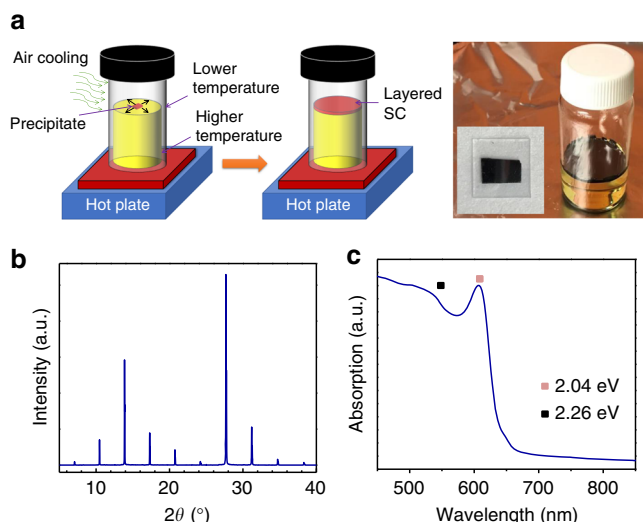 a
Air cooling
Precipitate
Lower
temperature
Higher
temperature
Hot plate
Layered
SC
Hot plate
b
Intensity (a.u.)
10 20 30 40
2θ (°)
c
Absorption (a.u.)
2.04 eV
2.26 eV
500 600 700 800
Wavelength (nm)